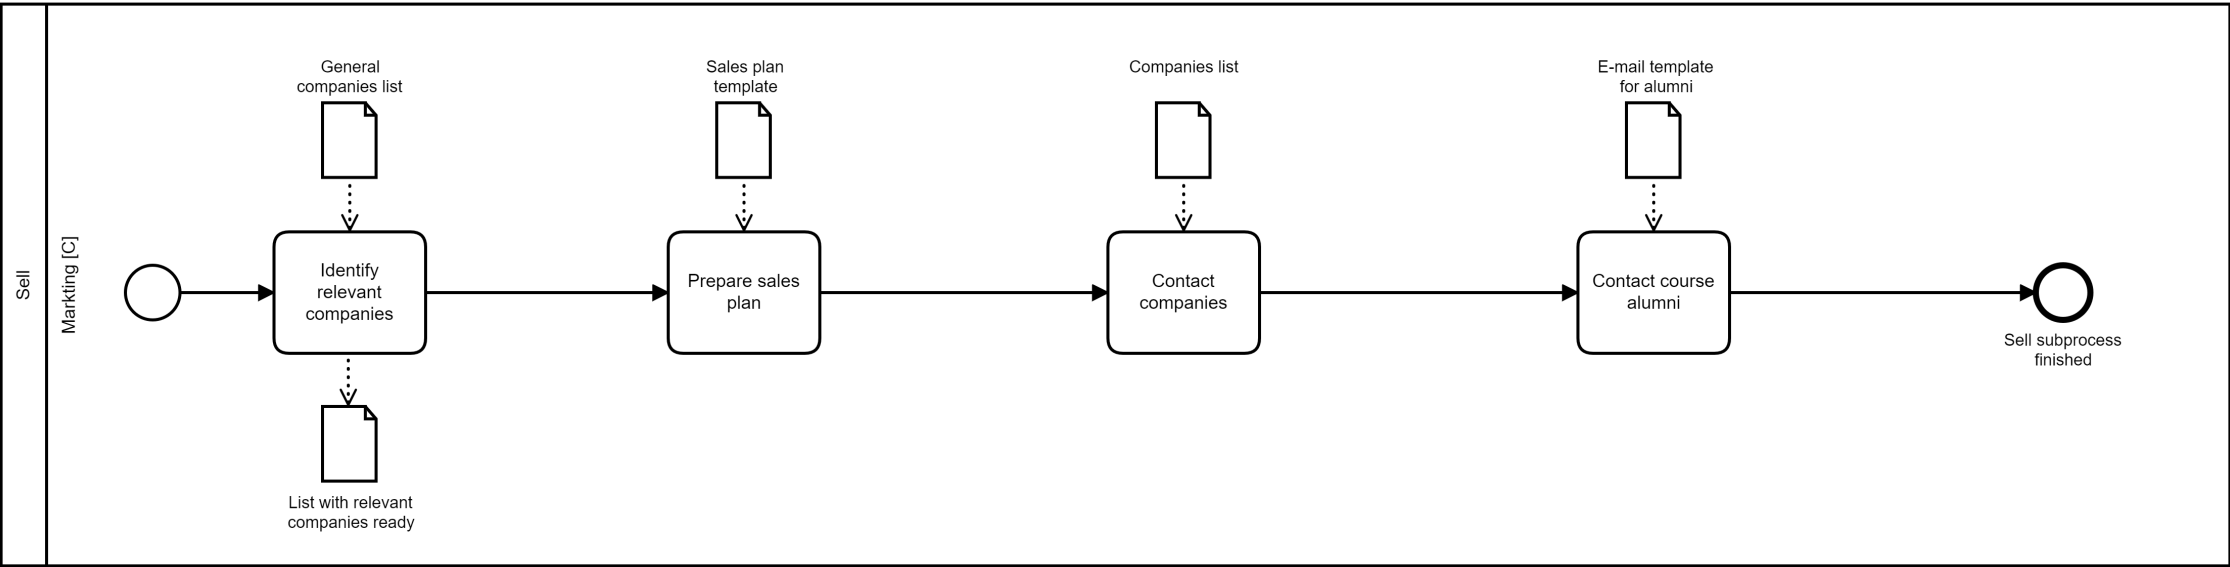 Sell
Markting [C]
General
companies list
Sales plan
template
Companies list
E-mail template
for alumni
Identify
relevant
companies
Prepare sales
plan
Contact
companies
Contact course
alumni
Sell subprocess
finished
List with relevant
companies ready